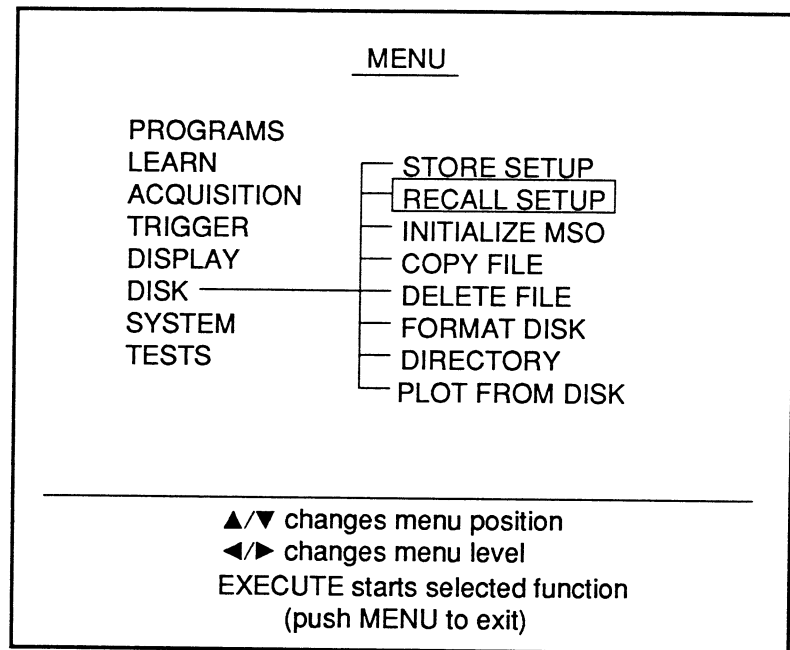 MENU
PROGRAMS
LEARN
ACQUISITION
TRIGGER
DISPLAY
DISK
SYSTEM
TESTS
STORE SETUP
RECALL SETUP
INITIALIZE MSO
COPY FILE
DELETE FILE
FORMAT DISK
DIRECTORY
PLOT FROM DISK
▲/▼ changes menu position
◄/► changes menu level
EXECUTE starts selected function
(push MENU to exit)